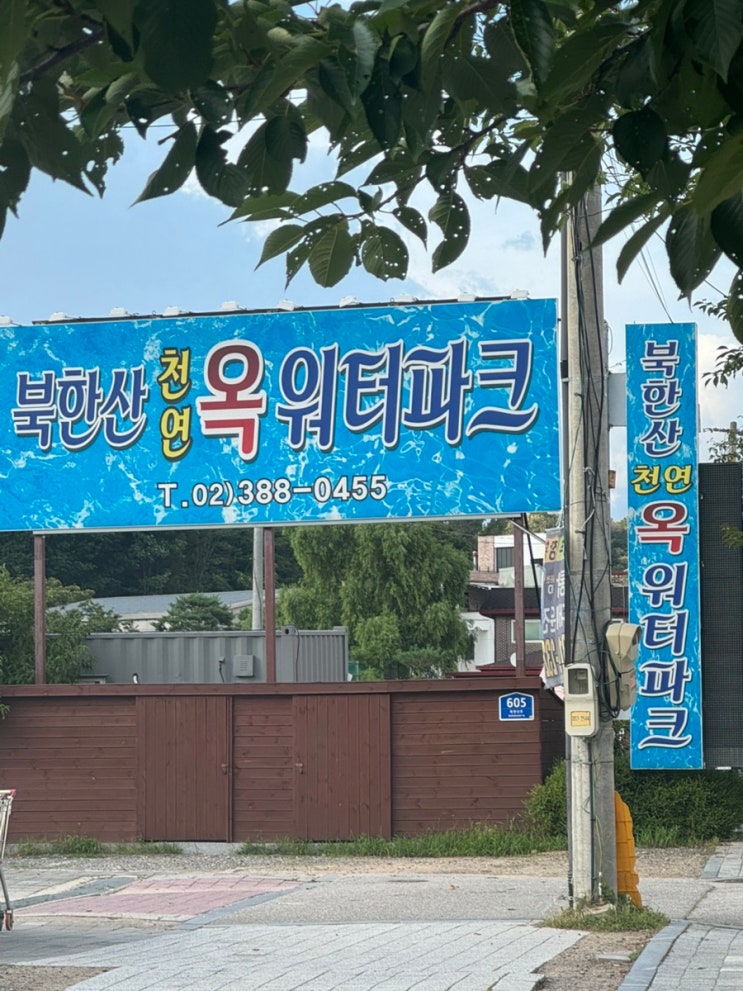 북한산 천연 옥 워터파크
T.02)388-0455
북한산
천연
옥
워터파크
605